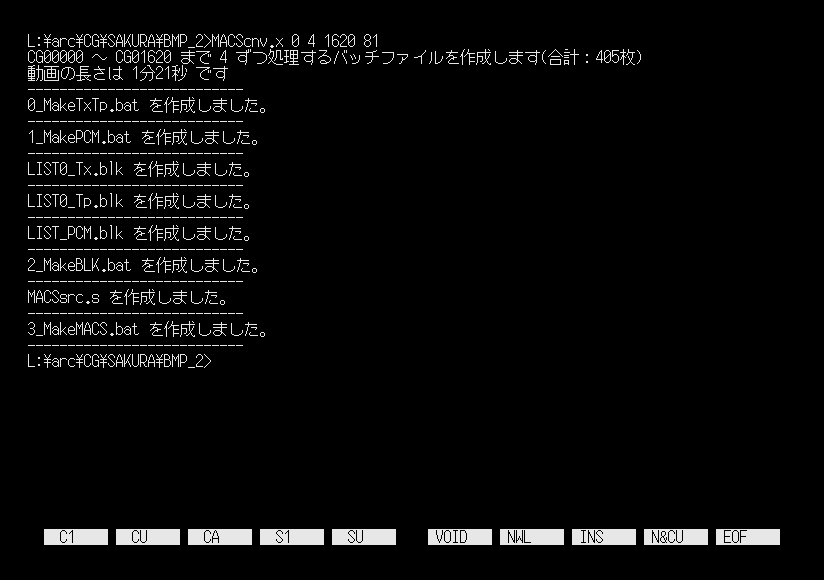 L:¥arc¥CG¥SAKURA¥BMP_2>MACScnv.x 0 4 1620 81
CG00000 ～ CG01620 まで 4 ずつ処理するバッチファイルを作成します(合計：405枚)
動画の長さは 1分21秒 です
---------------------------
0_MakeTxTp.bat を作成しました。
---------------------------
1_MakePCM.bat を作成しました。
---------------------------
LIST0_Tx.blk を作成しました。
---------------------------
LIST0_Tp.blk を作成しました。
---------------------------
LIST_PCM.blk を作成しました。
---------------------------
2_MakeBLK.bat を作成しました。
---------------------------
MACSsrc.s を作成しました。
---------------------------
3_MakeMACS.bat を作成しました。
---------------------------
L:¥arc¥CG¥SAKURA¥BMP_2>
C1 CU CA S1 SU VOID NWL INS N&CU EOF